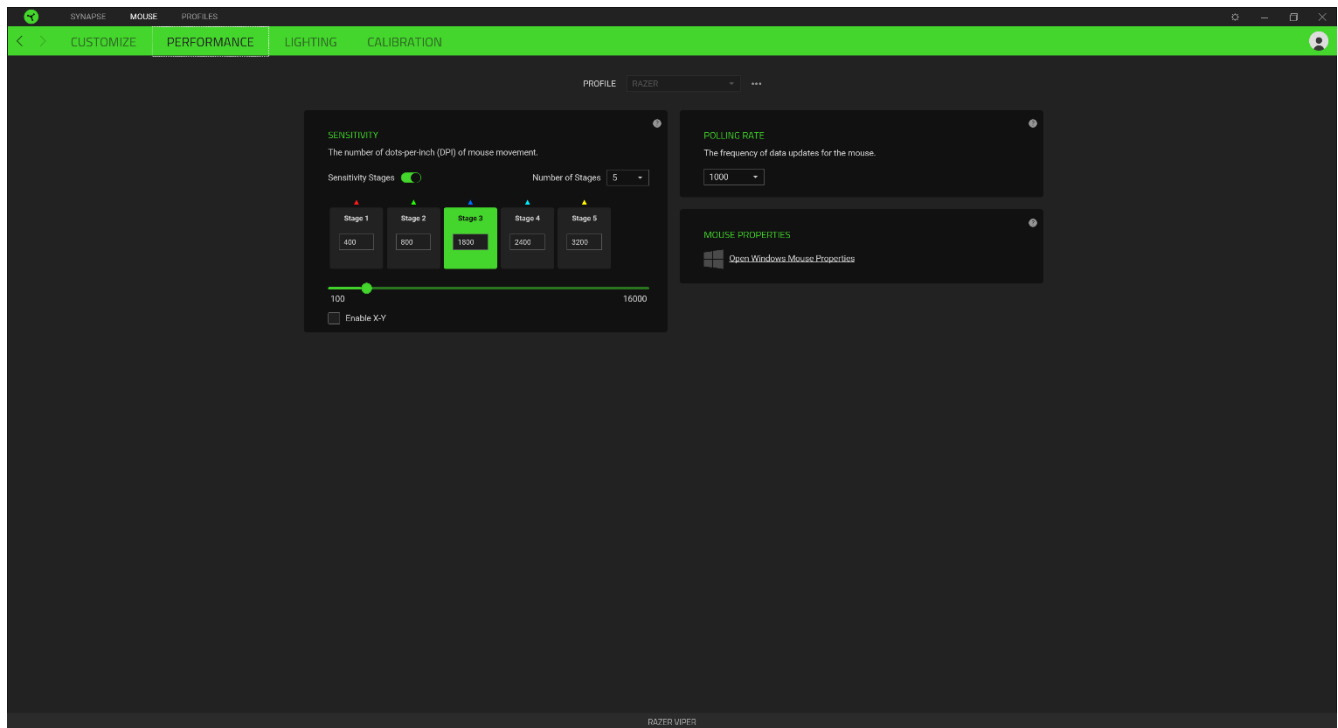 SYNAPSE MOUSE PROFILES
CUSTOMIZE PERFORMANCE LIGHTING CALIBRATION
PROFILE RAZER
SENSITIVITY
The number of dots-per-inch (DPI) of mouse movement.
Sensitivity Stages Number of Stages 5
Stage 1 Stage 2 Stage 3 Stage 4 Stage 5
400 800 1800 2400 3200
100 16000
Enable X-Y
POLLING RATE
The frequency of data updates for the mouse.
1000
MOUSE PROPERTIES
Open Windows Mouse Properties
RAZER VIPER